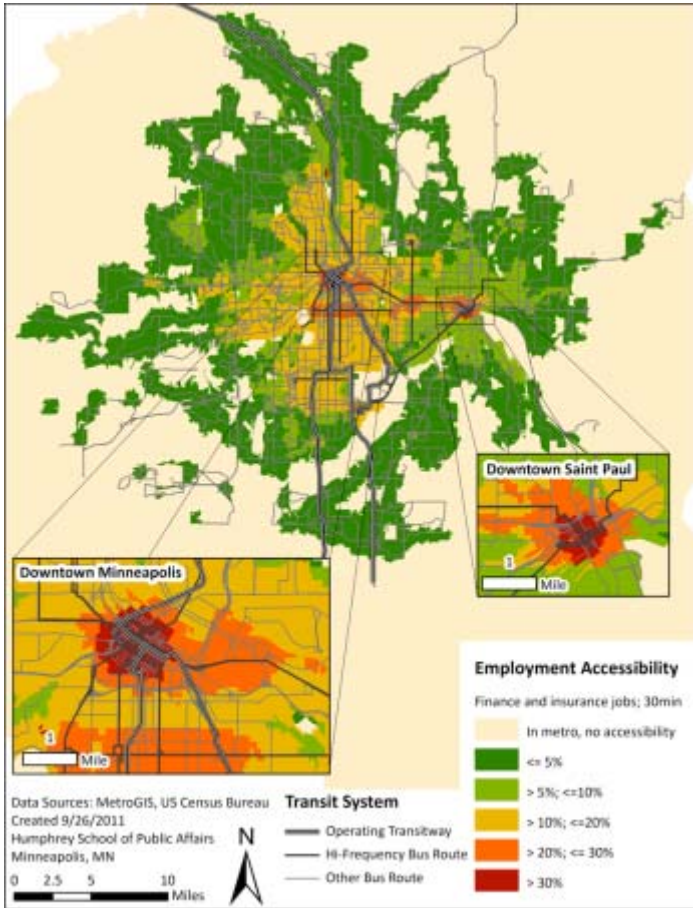 Downtown Saint Paul
1
Mile
Downtown Minneapolis
1
Mile
Employment Accessibility
Finance and insurance jobs; 30min
In metro, no accessibility
<= 5%
> 5%; <=10%
> 10%; <=20%
> 20%; <= 30%
> 30%
Data Sources: MetroGIS, US Census Bureau
Created 9/26/2011
Humphrey School of Public Affairs
Minneapolis, MN
0 2.5 5 10
Miles
N
Transit System
Operating Transitway
Hi-Frequency Bus Route
Other Bus Route